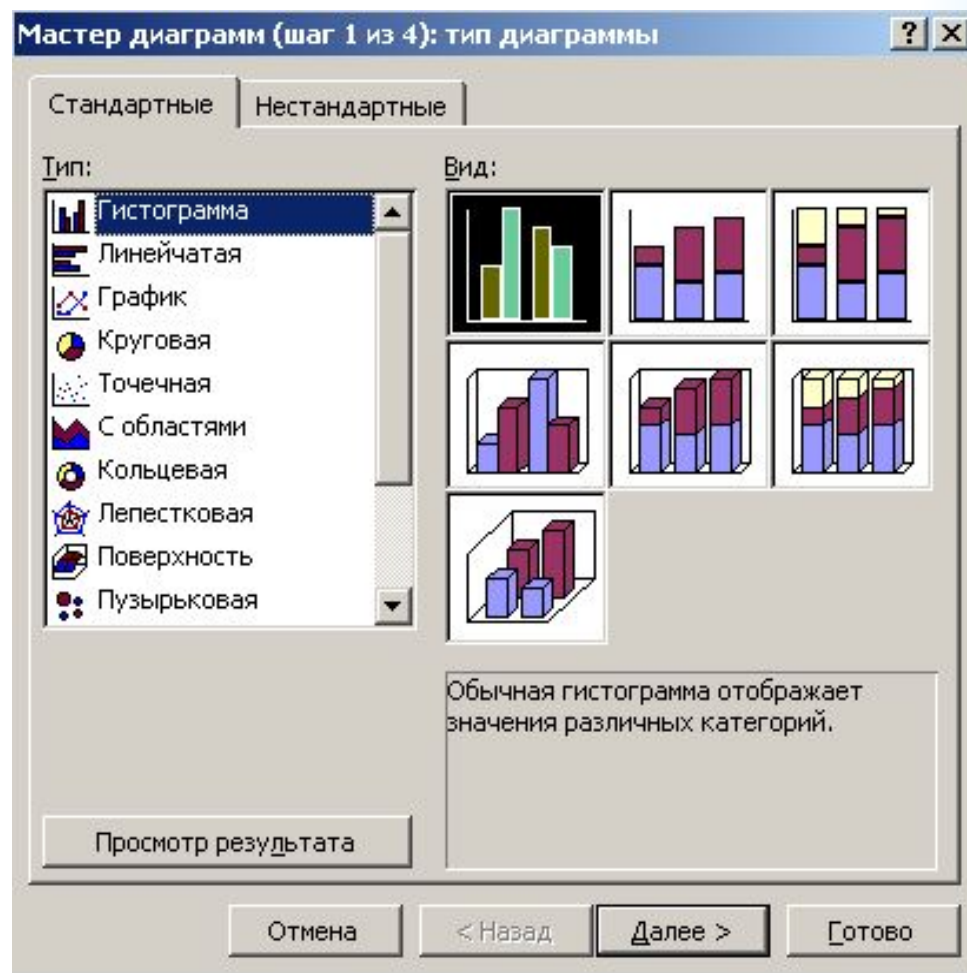 Мастер диаграмм (шаг 1 из 4): тип диаграммы
Стандартные
Нестандартные
Тип:
Гистограмма
Линейчатая
График
Круговая
Точечная
С областями
Кольцевая
Лепестковая
Поверхность
Пузырьковая
Вид:
Обычная гистограмма отображает
значения различных категорий.
Просмотр результата
Отмена
< Назад
Далее >
Готово